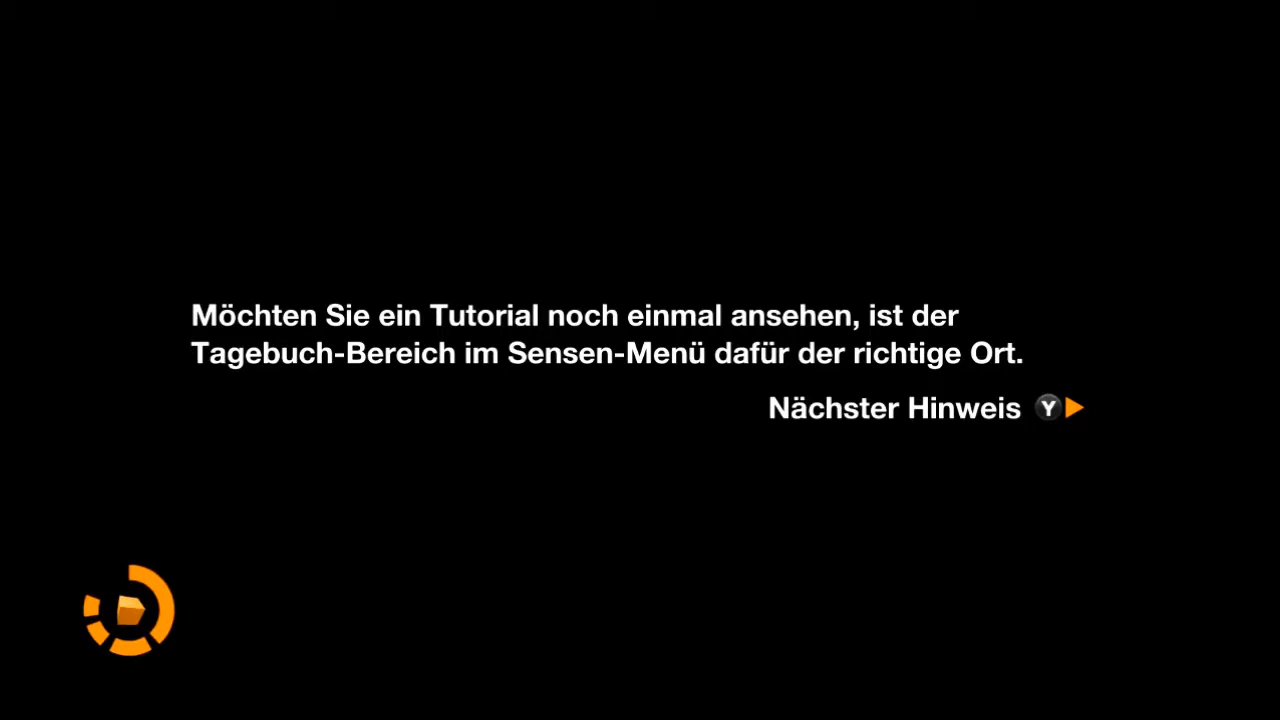 Möchten Sie ein Tutorial noch einmal ansehen, ist der
Tagebuch-Bereich im Sensen-Menü dafür der richtige Ort.
Nächster Hinweis Y